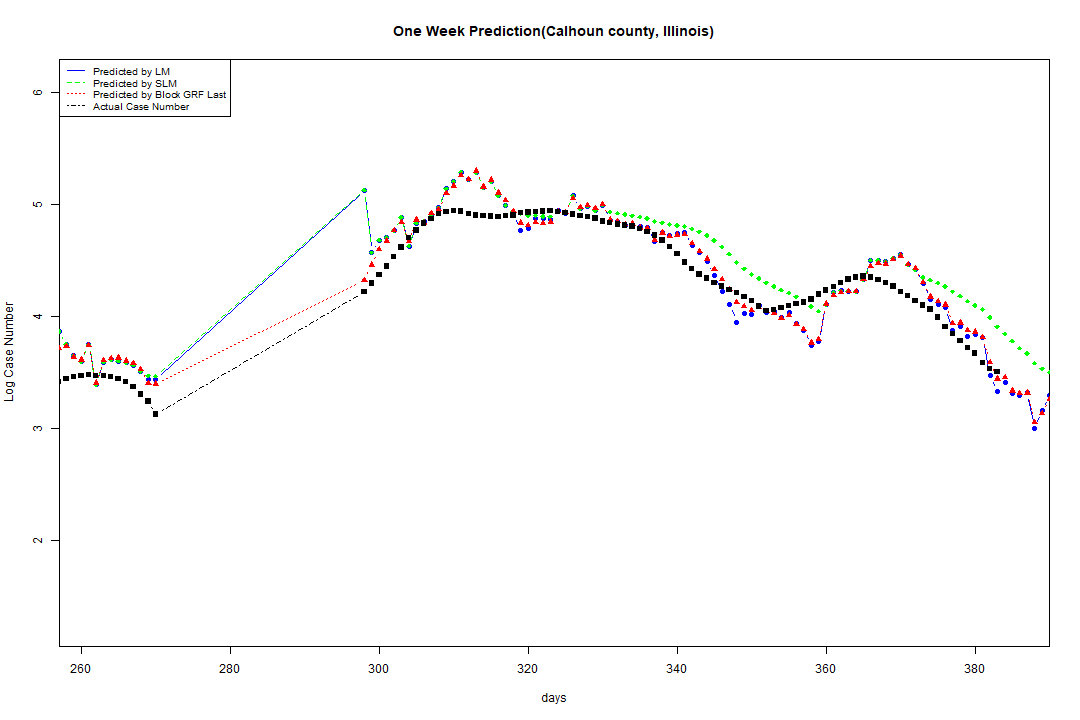 One Week Prediction(Calhoun county, Illinois)
Predicted by LM
Predicted by SLM
Predicted by Block GRF Last
Actual Case Number
6
5
4
3
2
Log Case Number
260 280 300 320 340 360 380
days